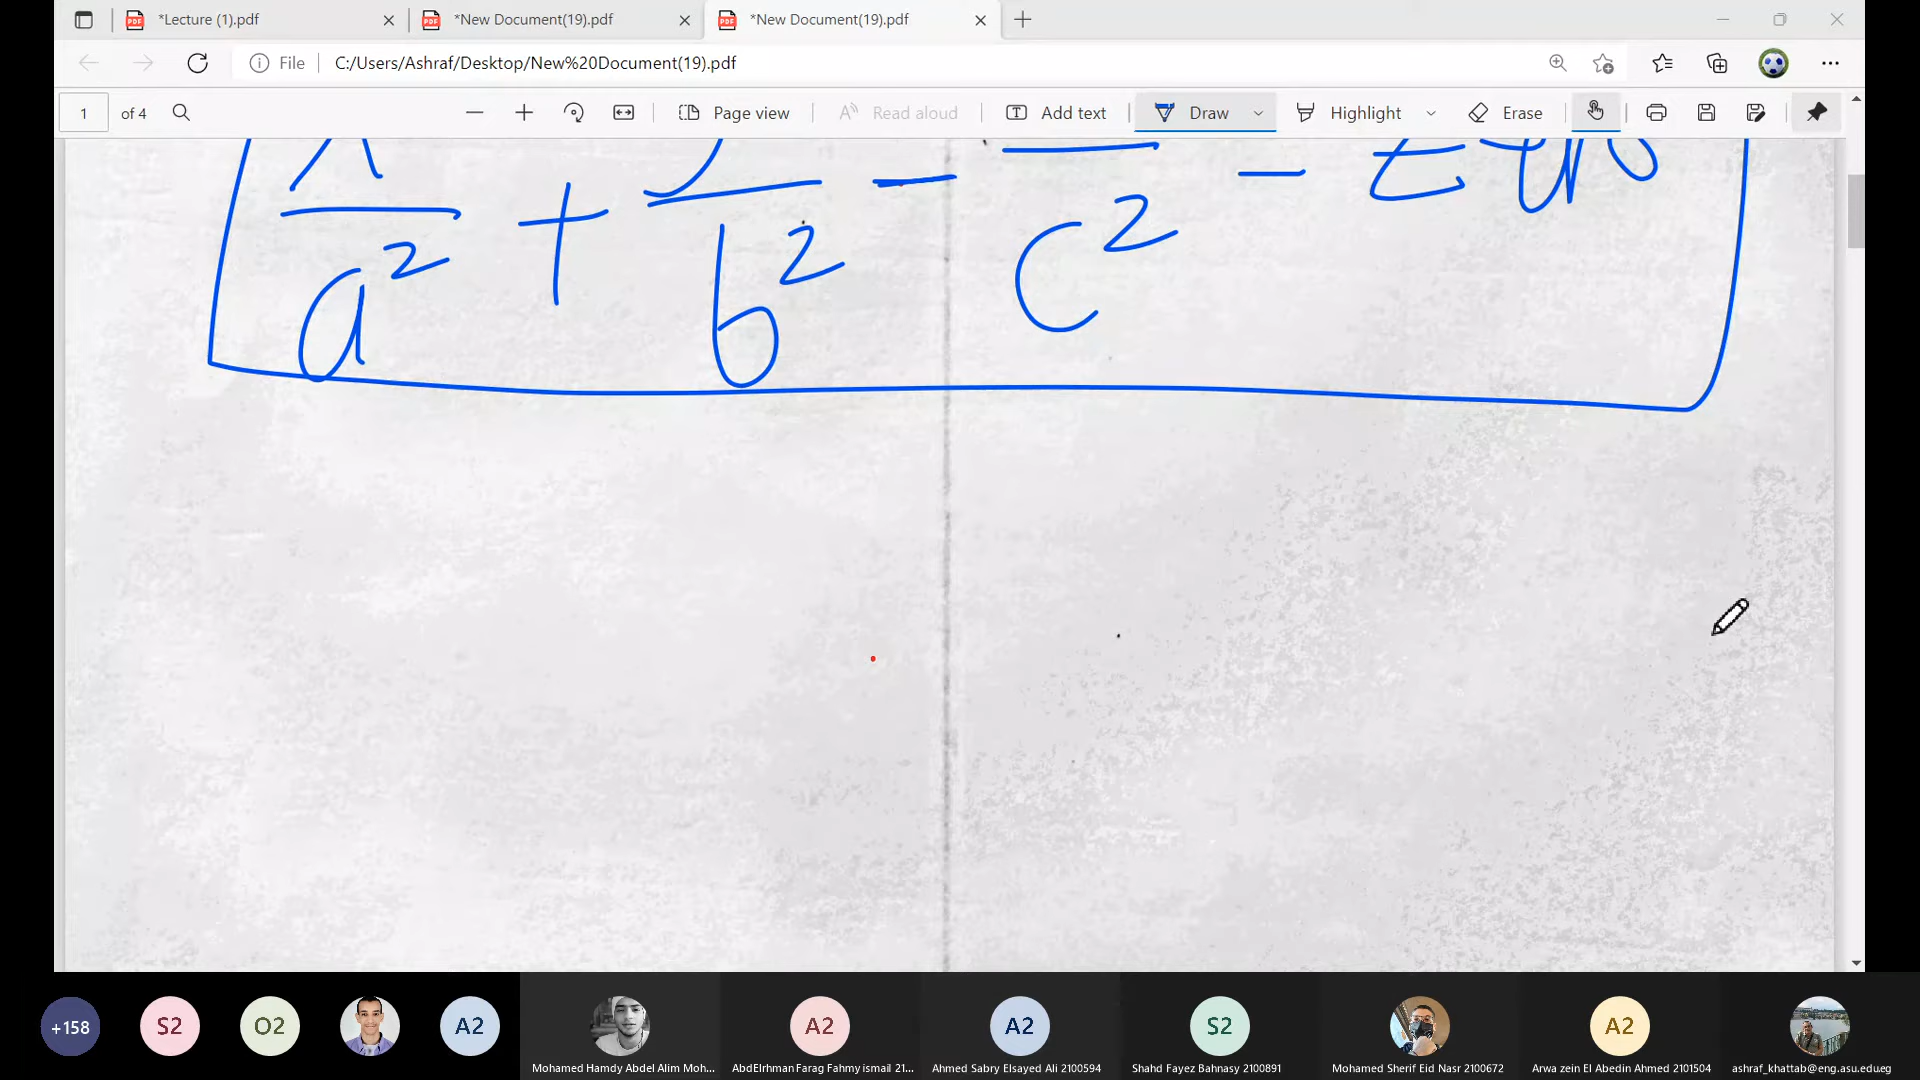 *Lecture (1).pdf *New Document(19).pdf *New Document(19).pdf
File C:/Users/Ashraf/Desktop/New%20Document(19).pdf
1 of 4 Page view Read aloud Add text Draw Highlight Erase
+ − −
a² b² c²
+158 S2 O2 A2 A2 A2 S2 A2
Mohamed Hamdy Abdel Alim Moh... AbdElrhman Farag Fahmy ismail 21... Ahmed Sabry Elsayed Ali 2100594 Shahd Fayez Bahnasy 2100891 Mohamed Sherif Eid Nasr 2100672 Arwa zein El Abedin Ahmed 2101504 ashraf_khattab@eng.asu.edu.eg